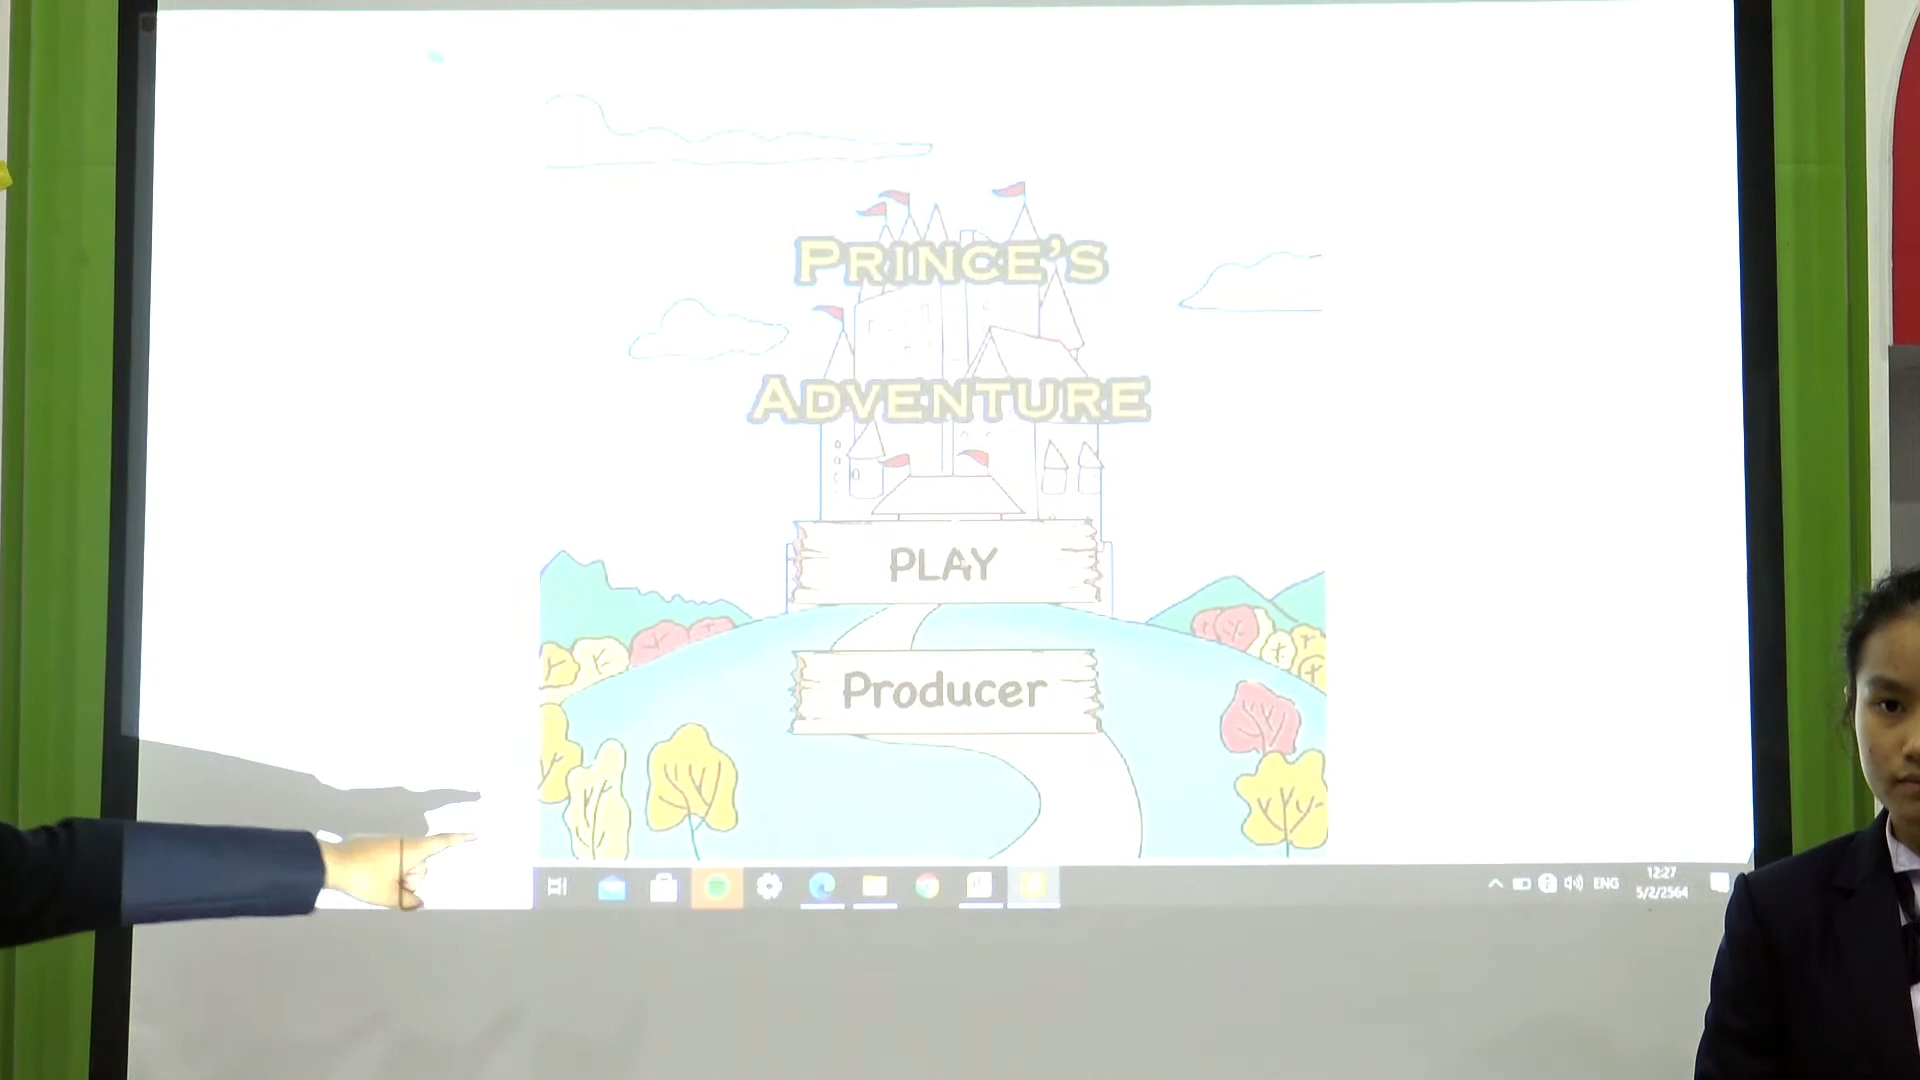 PRINCE'S
ADVENTURE
PLAY
Producer
ENG
12:27
5/2/2564